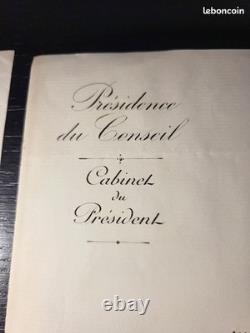 leboncoin
Présidence
du Conseil
Cabinet
du
Président